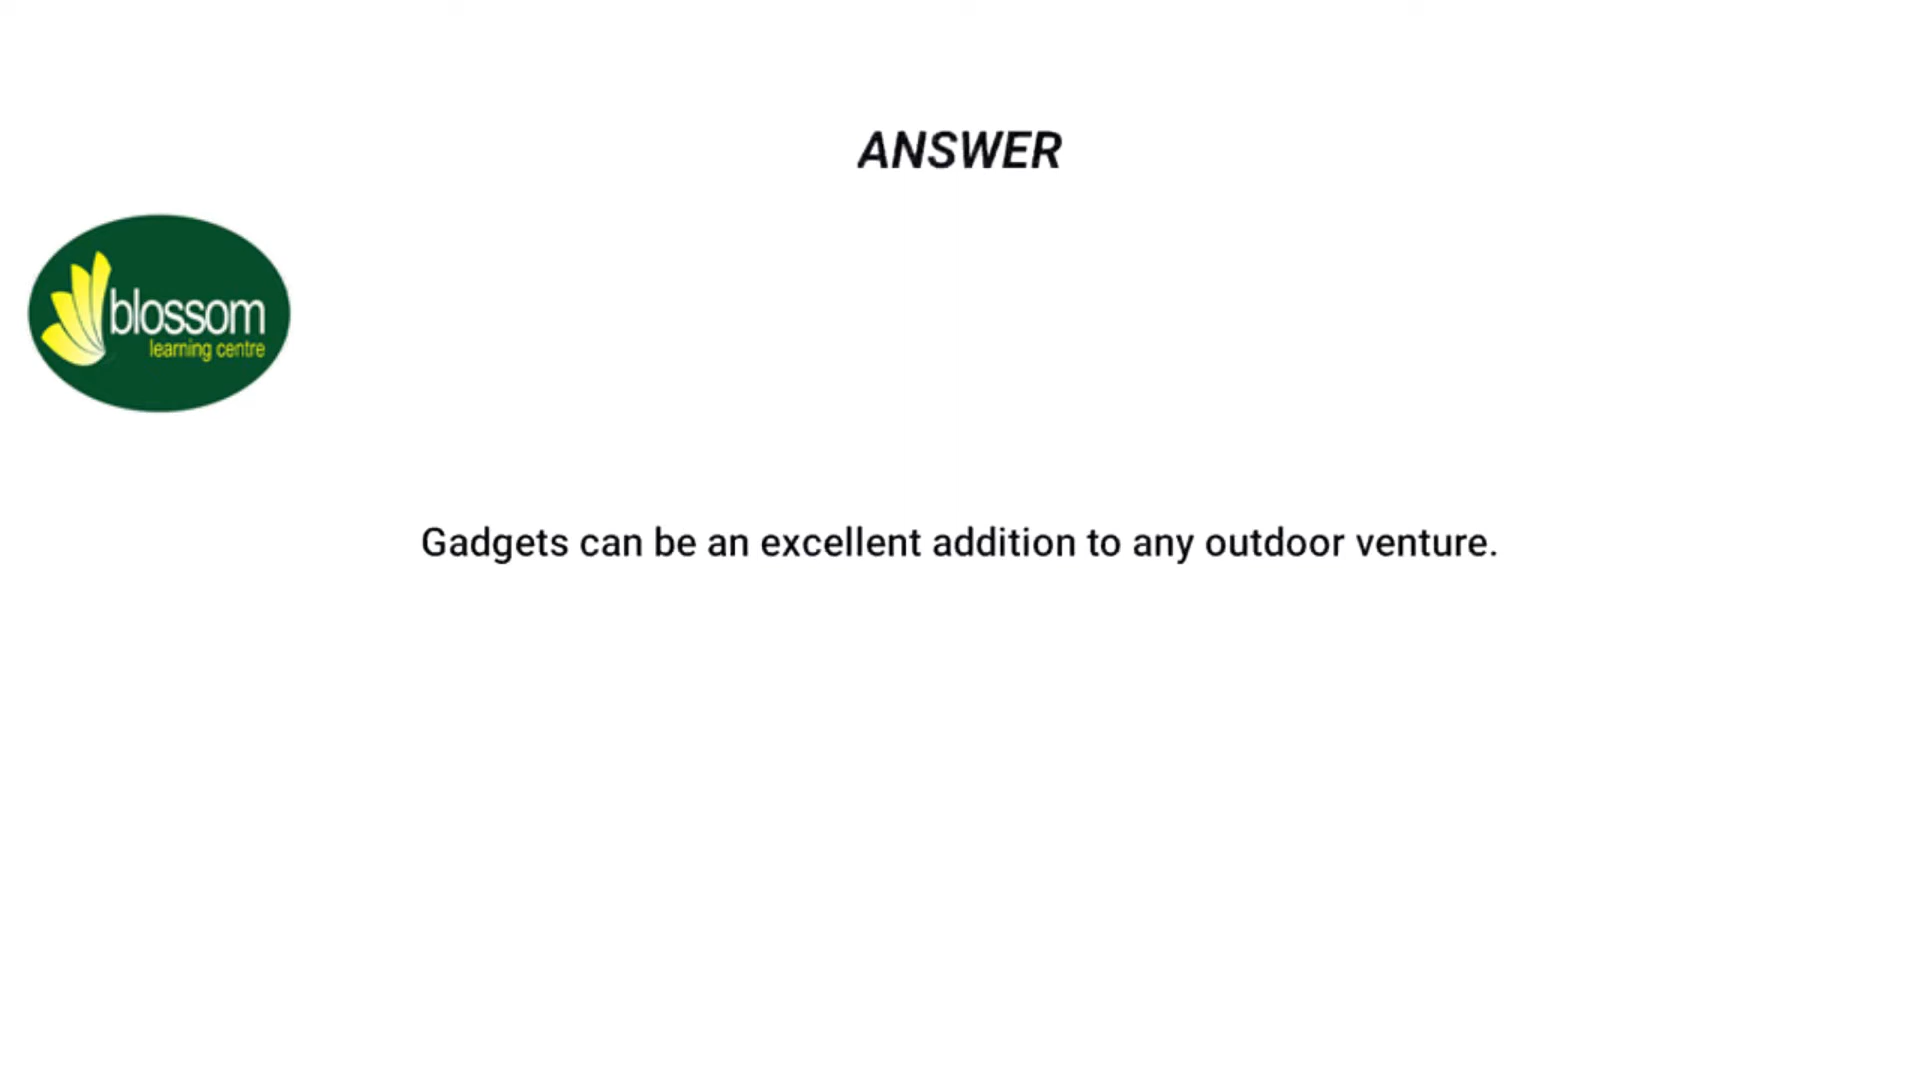 ANSWER
blossom
learning centre
Gadgets can be an excellent addition to any outdoor venture.